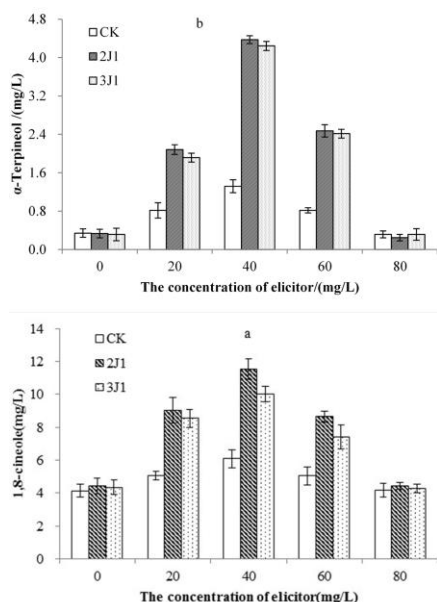 b
4.8
4.0
3.2
2.4
1.6
0.8
0.0
α-Terpineol /(mg/L)
CK
2J1
3J1
0 20 40 60 80
The concentration of elicitor/(mg/L)
a
14
12
10
8
6
4
2
0
1,8-cineole(mg/L)
CK
2J1
3J1
0 20 40 60 80
The concentration of elicitor(mg/L)